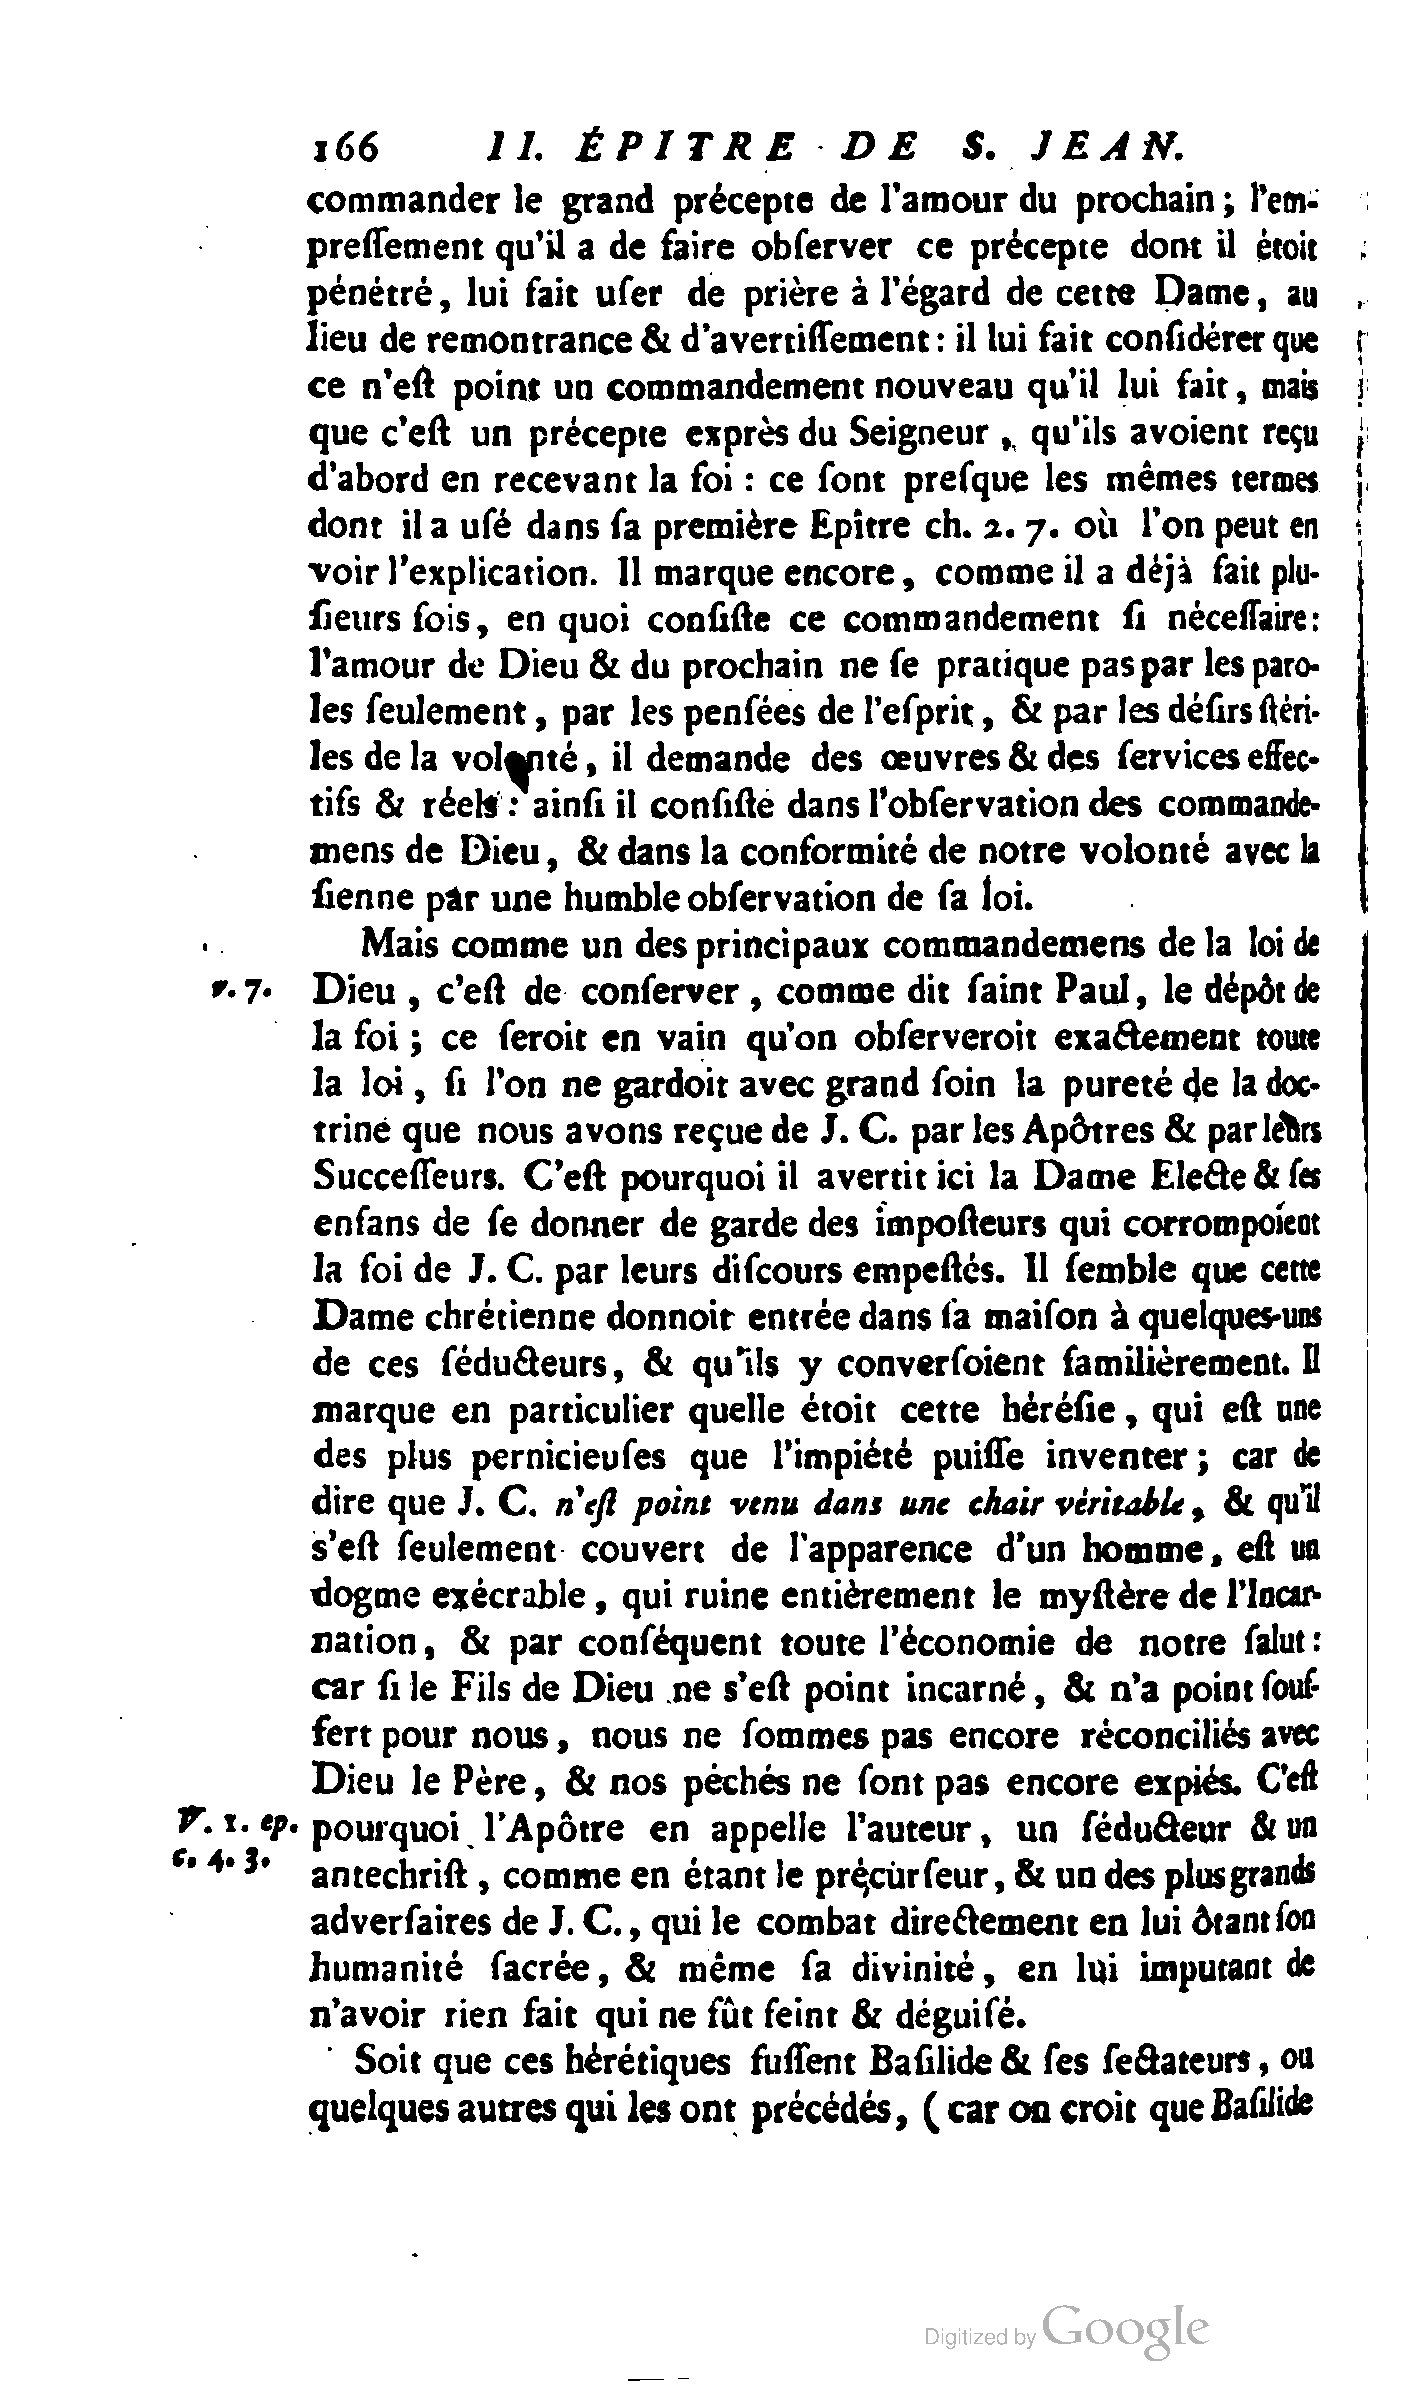 166 II. ÉPITRE DE S. JEAN.
commander le grand précepte de l'amour du prochain ; l'em-
preſſement qu'il a de faire obſerver ce précepte dont il étoit
pénétré, lui fait uſer de prière à l'égard de cette Dame, au
lieu de remontrance & d'avertiſſement : il lui fait conſidérer que
ce n'eſt point un commandement nouveau qu'il lui fait, mais
que c'eſt un précepte exprès du Seigneur, qu'ils avoient reçu
d'abord en recevant la foi : ce ſont preſque les mêmes termes
dont il a uſé dans ſa première Epître ch. 2. 7. où l'on peut en
voir l'explication. Il marque encore, comme il a déjà fait plu-
ſieurs fois, en quoi conſiſte ce commandement ſi néceſſaire :
l'amour de Dieu & du prochain ne ſe pratique pas par les paro-
les ſeulement, par les penſées de l'eſprit, & par les déſirs ſtéri-
les de la volonté, il demande des œuvres & des ſervices effec-
tifs & réels : ainſi il conſiſte dans l'obſervation des commande-
mens de Dieu, & dans la conformité de notre volonté avec la
ſienne par une humble obſervation de ſa loi.
Mais comme un des principaux commandemens de la loi de
v. 7. Dieu, c'eſt de conſerver, comme dit ſaint Paul, le dépôt de
la foi ; ce ſeroit en vain qu'on obſerveroit exactement toute
la loi, ſi l'on ne gardoit avec grand ſoin la pureté de la doc-
trine que nous avons reçue de J. C. par les Apôtres & par leurs
Succeſſeurs. C'eſt pourquoi il avertit ici la Dame Electe & ſes
enfans de ſe donner de garde des impoſteurs qui corrompoient
la foi de J. C. par leurs diſcours empeſtés. Il ſemble que cette
Dame chrétienne donnoit entrée dans ſa maiſon à quelques-uns
de ces ſéducteurs, & qu'ils y converſoient familièrement. Il
marque en particulier quelle étoit cette héréſie, qui eſt une
des plus pernicieuſes que l'impiété puiſſe inventer ; car de
dire que J. C. n'eſt point venu dans une chair véritable, & qu'il
s'eſt ſeulement couvert de l'apparence d'un homme, eſt un
dogme exécrable, qui ruine entièrement le myſtère de l'Incar-
nation, & par conſéquent toute l'économie de notre ſalut :
car ſi le Fils de Dieu ne s'eſt point incarné, & n'a point ſouf-
fert pour nous, nous ne ſommes pas encore réconciliés avec
Dieu le Père, & nos péchés ne ſont pas encore expiés. C'eſt
V. 1. ep. pourquoi l'Apôtre en appelle l'auteur, un ſéducteur & un
c. 4. 3. antechriſt, comme en étant le précurſeur, & un des plus grands
adverſaires de J. C., qui le combat directement en lui ôtant ſon
humanité ſacrée, & même ſa divinité, en lui imputant de
n'avoir rien fait qui ne fût feint & déguiſé.
Soit que ces hérétiques fuſſent Baſilide & ſes ſectateurs, ou
quelques autres qui les ont précédés, ( car on croit que Baſilide
Digitized by Google